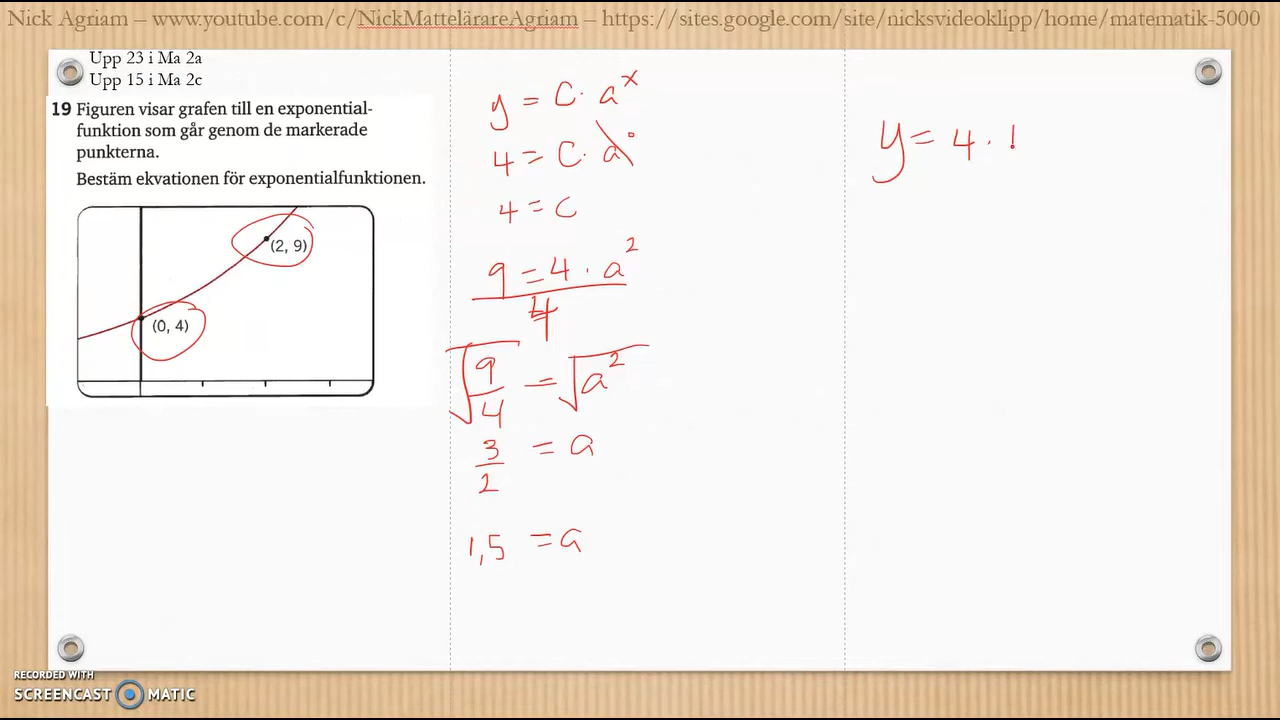 Nick Agriam – www.youtube.com/c/NickMattelärareAgriam – https://sites.google.com/site/nicksvideoklipp/home/matematik-5000
Upp 23 i Ma 2a
Upp 15 i Ma 2c
19 Figuren visar grafen till en exponential-
funktion som går genom de markerade
punkterna.
Bestäm ekvationen för exponentialfunktionen.
(2, 9)
(0, 4)
y = C · a^x
4 = C · a^0
4 = C
9 = 4 · a^2
4
√(9/4) = √(a^2)
3/2 = a
1,5 = a
y = 4 · 1
RECORDED WITH
SCREENCAST MATIC